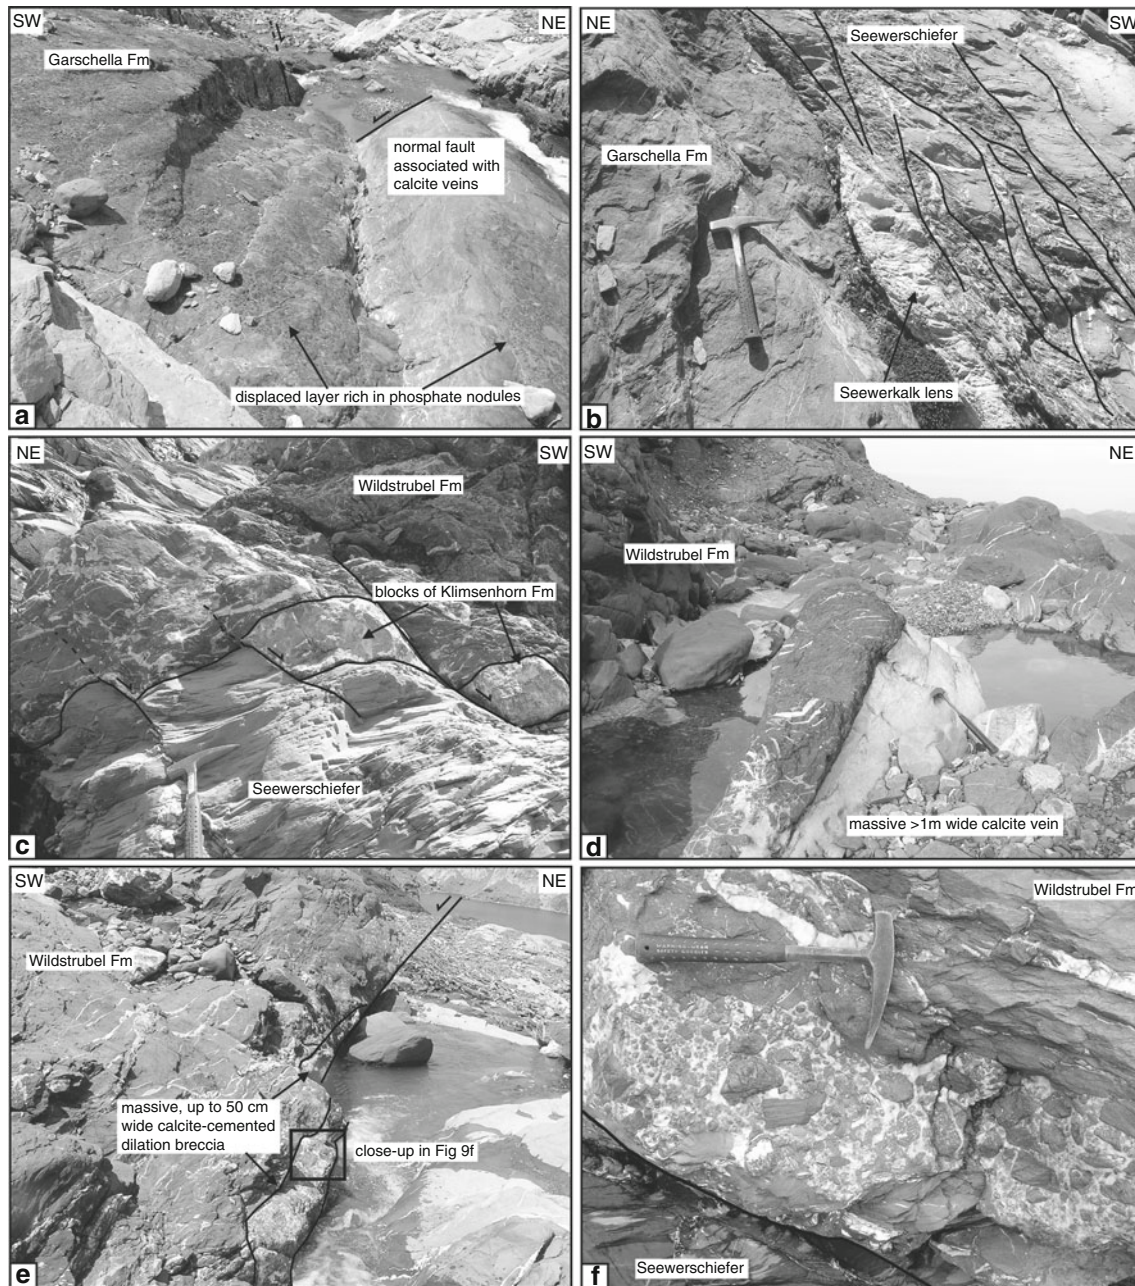 SW
NE
Garschella Fm
normal fault
associated with
calcite veins
displaced layer rich in phosphate nodules
a
NE
SW
Seewerschiefer
Garschella Fm
Seewerkalk lens
b
NE
SW
Wildstrubel Fm
blocks of Klimsenhorn Fm
Seewerschiefer
c
SW
NE
Wildstrubel Fm
massive >1m wide calcite vein
d
SW
NE
Wildstrubel Fm
massive, up to 50 cm
wide calcite-cemented
dilation breccia
close-up in Fig 9f
e
Wildstrubel Fm
Seewerschiefer
f